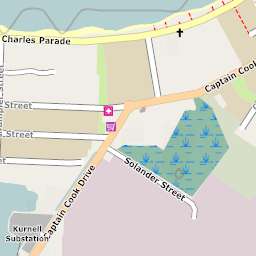 Charles Parade
Captain Cook
Street
Street
Solander Street
Captain Cook Drive
Kurnell
Substation